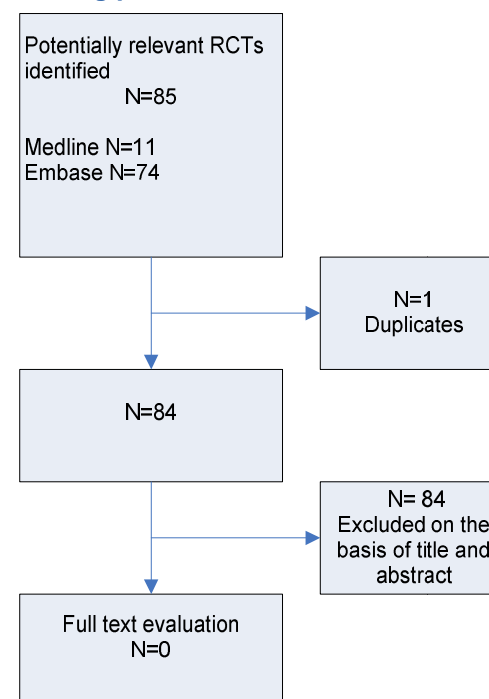 Potentially relevant RCTs
identified
N=85
Medline N=11
Embase N=74
N=1
Duplicates
N=84
N= 84
Excluded on the
basis of title and
abstract
Full text evaluation
N=0